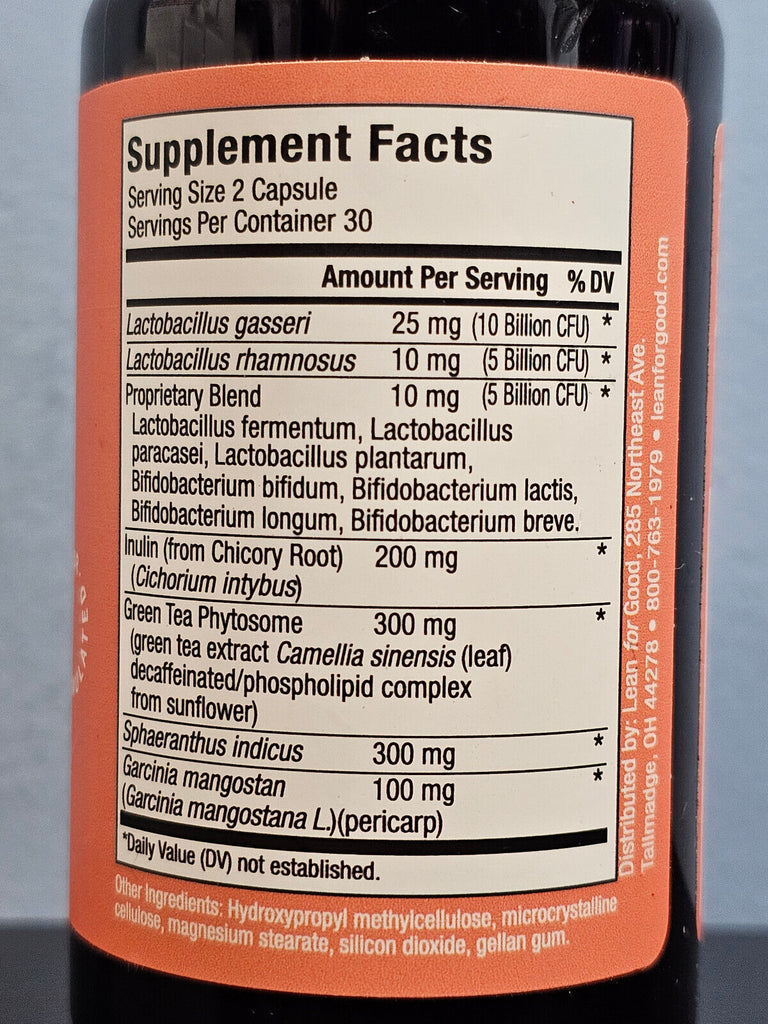 Supplement Facts
Serving Size 2 Capsule
Servings Per Container 30
Amount Per Serving % DV
Lactobacillus gasseri 25 mg (10 Billion CFU) *
Lactobacillus rhamnosus 10 mg (5 Billion CFU) *
Proprietary Blend 10 mg (5 Billion CFU) *
Lactobacillus fermentum, Lactobacillus
paracasei, Lactobacillus plantarum,
Bifidobacterium bifidum, Bifidobacterium lactis,
Bifidobacterium longum, Bifidobacterium breve.
Inulin (from Chicory Root) 200 mg *
(Cichorium intybus)
Green Tea Phytosome 300 mg *
(green tea extract Camellia sinensis (leaf)
decaffeinated/phospholipid complex
from sunflower)
Sphaeranthus indicus 300 mg *
Garcinia mangostan 100 mg *
(Garcinia mangostana L.)(pericarp)
*Daily Value (DV) not established.
Other Ingredients: Hydroxypropyl methylcellulose, microcrystalline
cellulose, magnesium stearate, silicon dioxide, gellan gum.
Distributed by: Lean for Good, 285 Northeast Ave.
Tallmadge, OH 44278 • 800-763-1979 • leanforgood.com